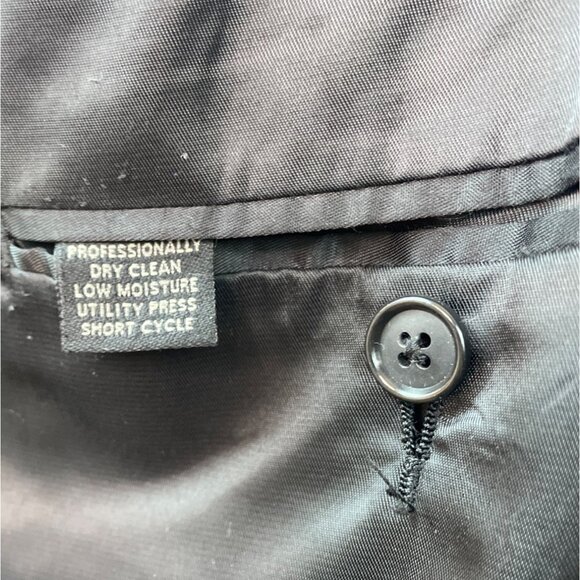 PROFESSIONALLY
DRY CLEAN
LOW MOISTURE
UTILITY PRESS
SHORT CYCLE